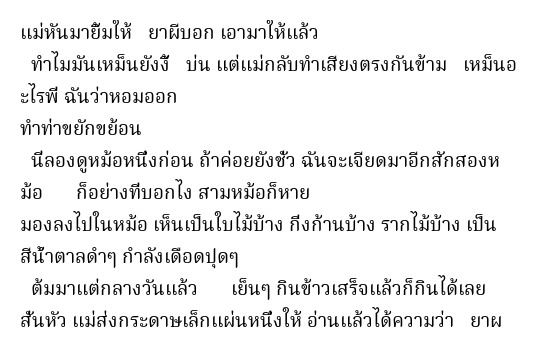 แม่หันมายิ้มให้   ยาผีบอก เอามาให้แล้ว
ทำไมมันเหม็นยังงี้   บ่น แต่แม่กลับทำเสียงตรงกันข้าม   เหม็นอ
ะไรพี ฉันว่าหอมออก
ทำท่าขยักขย้อน
นี่ลองดูหม้อหนึ่งก่อน ถ้าค่อยยังชั่ว ฉันจะเจียดมาอีกสักสองห
ม้อ       ก็อย่างที่บอกไง สามหม้อก็หาย
มองลงไปในหม้อ เห็นเป็นใบไม้บ้าง กิ่งก้านบ้าง รากไม้บ้าง เป็น
สีน้ำตาลดำๆ กำลังเดือดปุดๆ
ต้มมาแต่กลางวันแล้ว       เย็นๆ กินข้าวเสร็จแล้วก็กินได้เลย
สั่นหัว แม่ส่งกระดาษเล็กแผ่นหนึ่งให้ อ่านแล้วได้ความว่า   ยาผ